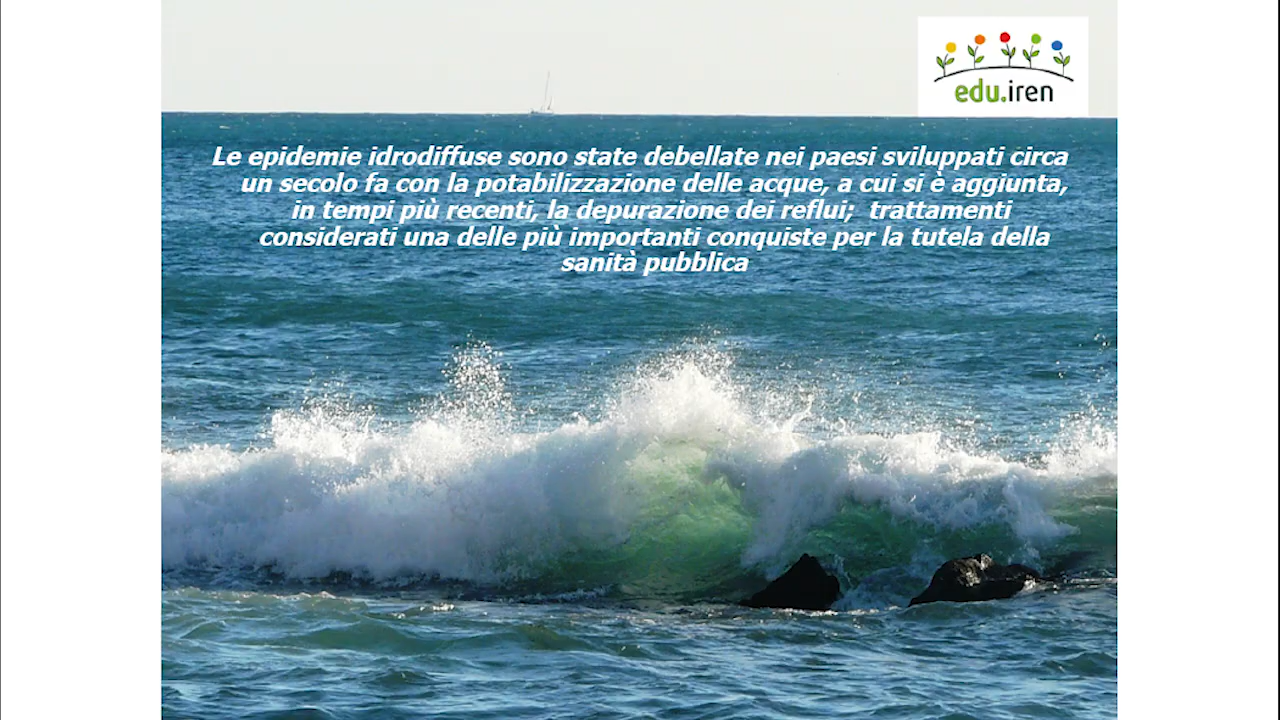 edu.iren
Le epidemie idrodiffuse sono state debellate nei paesi sviluppati circa
un secolo fa con la potabilizzazione delle acque, a cui si è aggiunta,
in tempi più recenti, la depurazione dei reflui;  trattamenti
considerati una delle più importanti conquiste per la tutela della
sanità pubblica